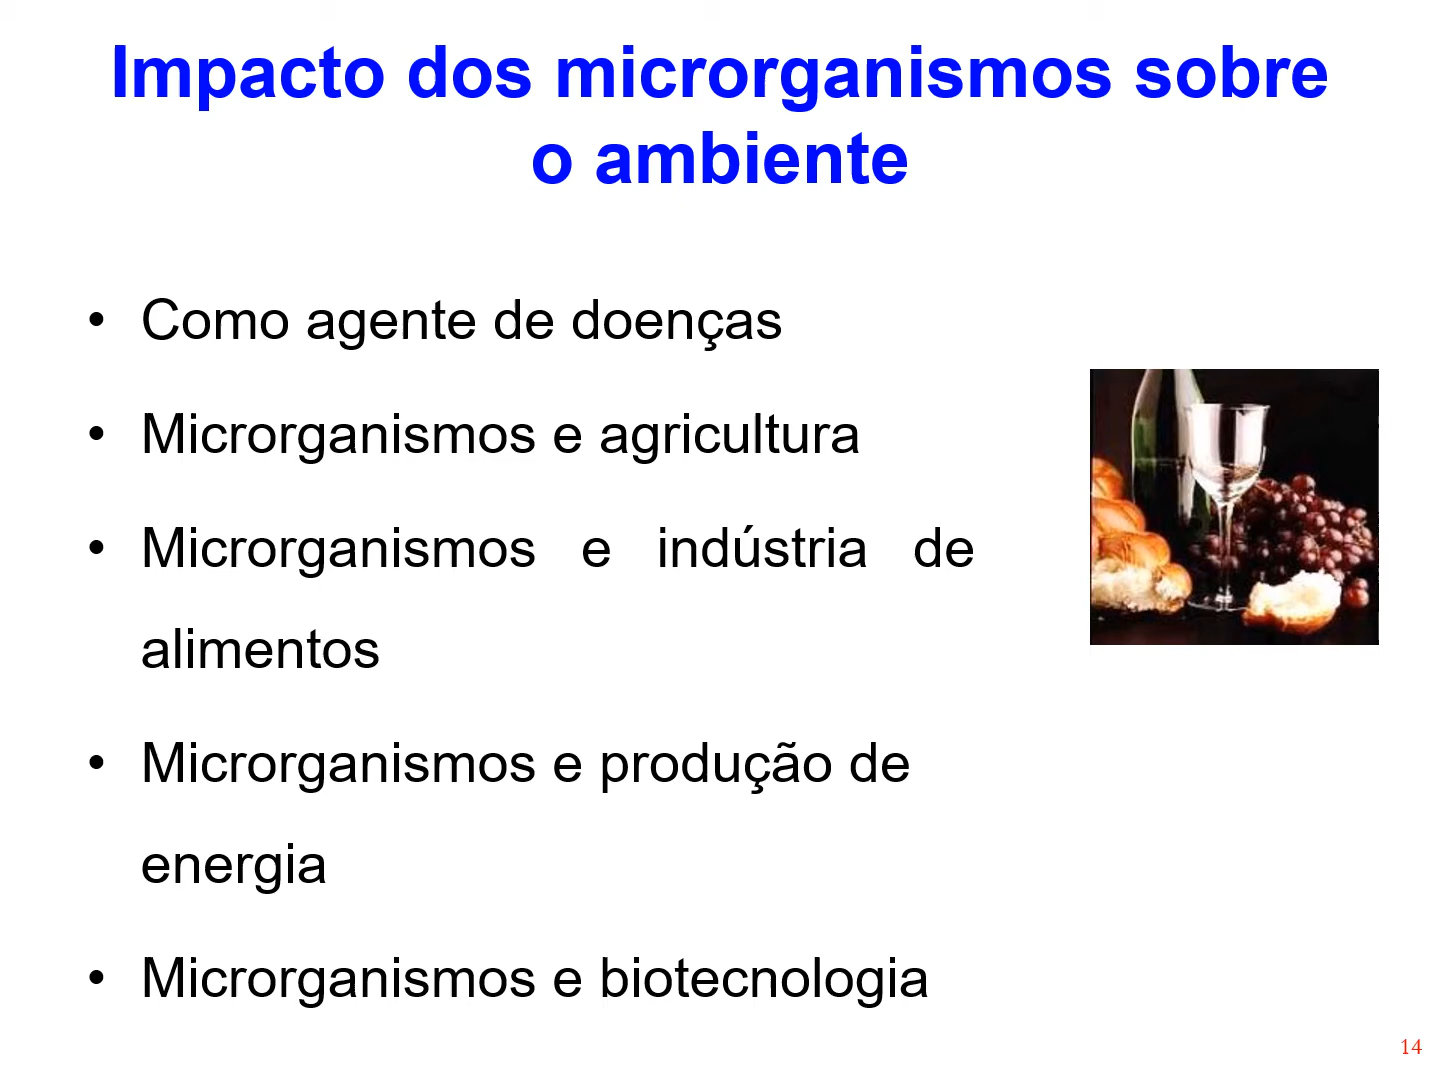 Impacto dos microrganismos sobre
o ambiente
• Como agente de doenças
• Microrganismos e agricultura
• Microrganismos e indústria de
alimentos
• Microrganismos e produção de
energia
• Microrganismos e biotecnologia
14